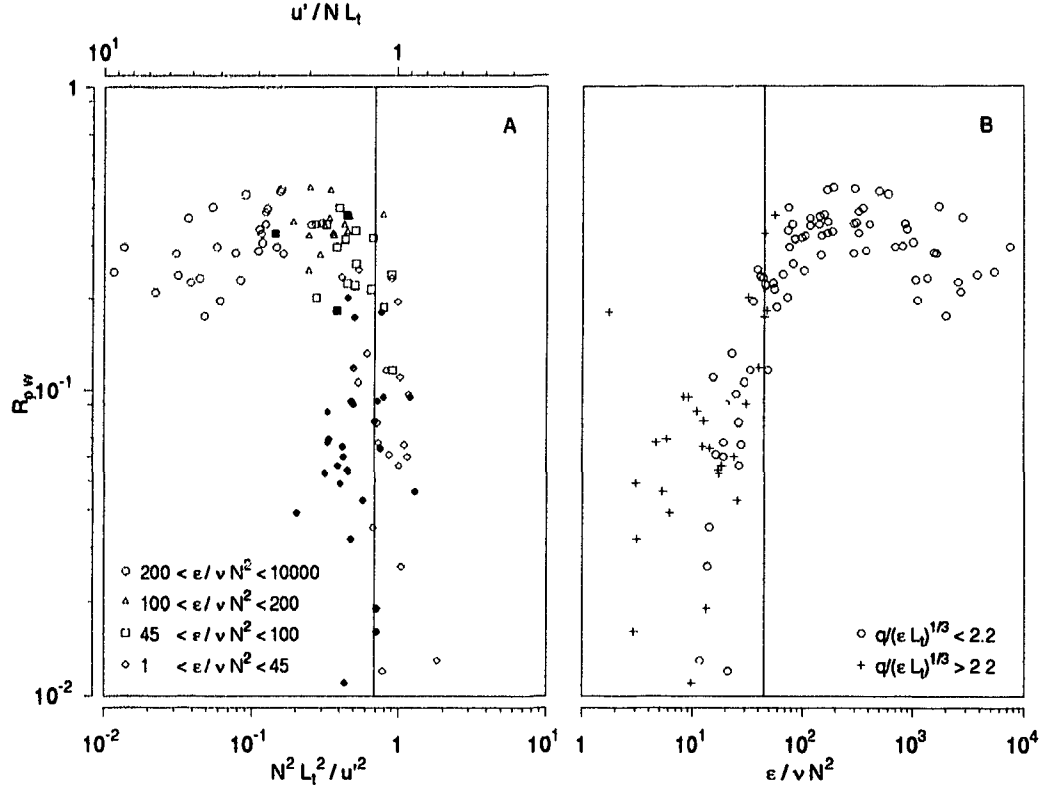 u' / N L_t
10^1
1
1
A
B
R_ρw
10^-1
10^-2
○ 200 < ε / ν N^2 < 10000
△ 100 < ε / ν N^2 < 200
□ 45 < ε / ν N^2 < 100
◇ 1 < ε / ν N^2 < 45
○ q/(ε L_t)^1/3 < 2.2
+ q/(ε L_t)^1/3 > 2 2
10^-2
10^-1
1
10^1
1
10^1
10^2
10^3
10^4
N^2 L_t^2 / u'^2
ε / ν N^2